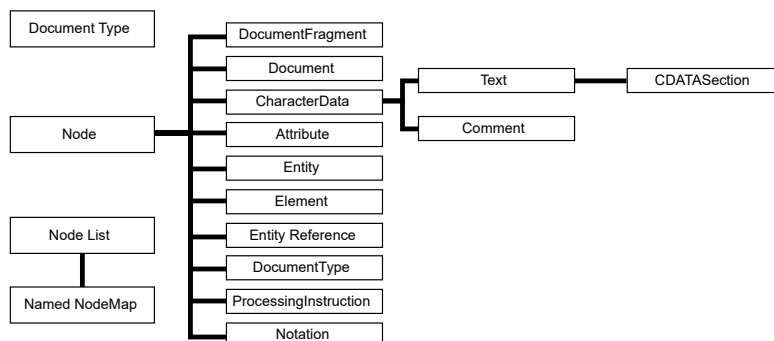 Document Type
Node
Node List
Named NodeMap
DocumentFragment
Document
CharacterData
Attribute
Entity
Element
Entity Reference
DocumentType
ProcessingInstruction
Notation
Text
Comment
CDATASection